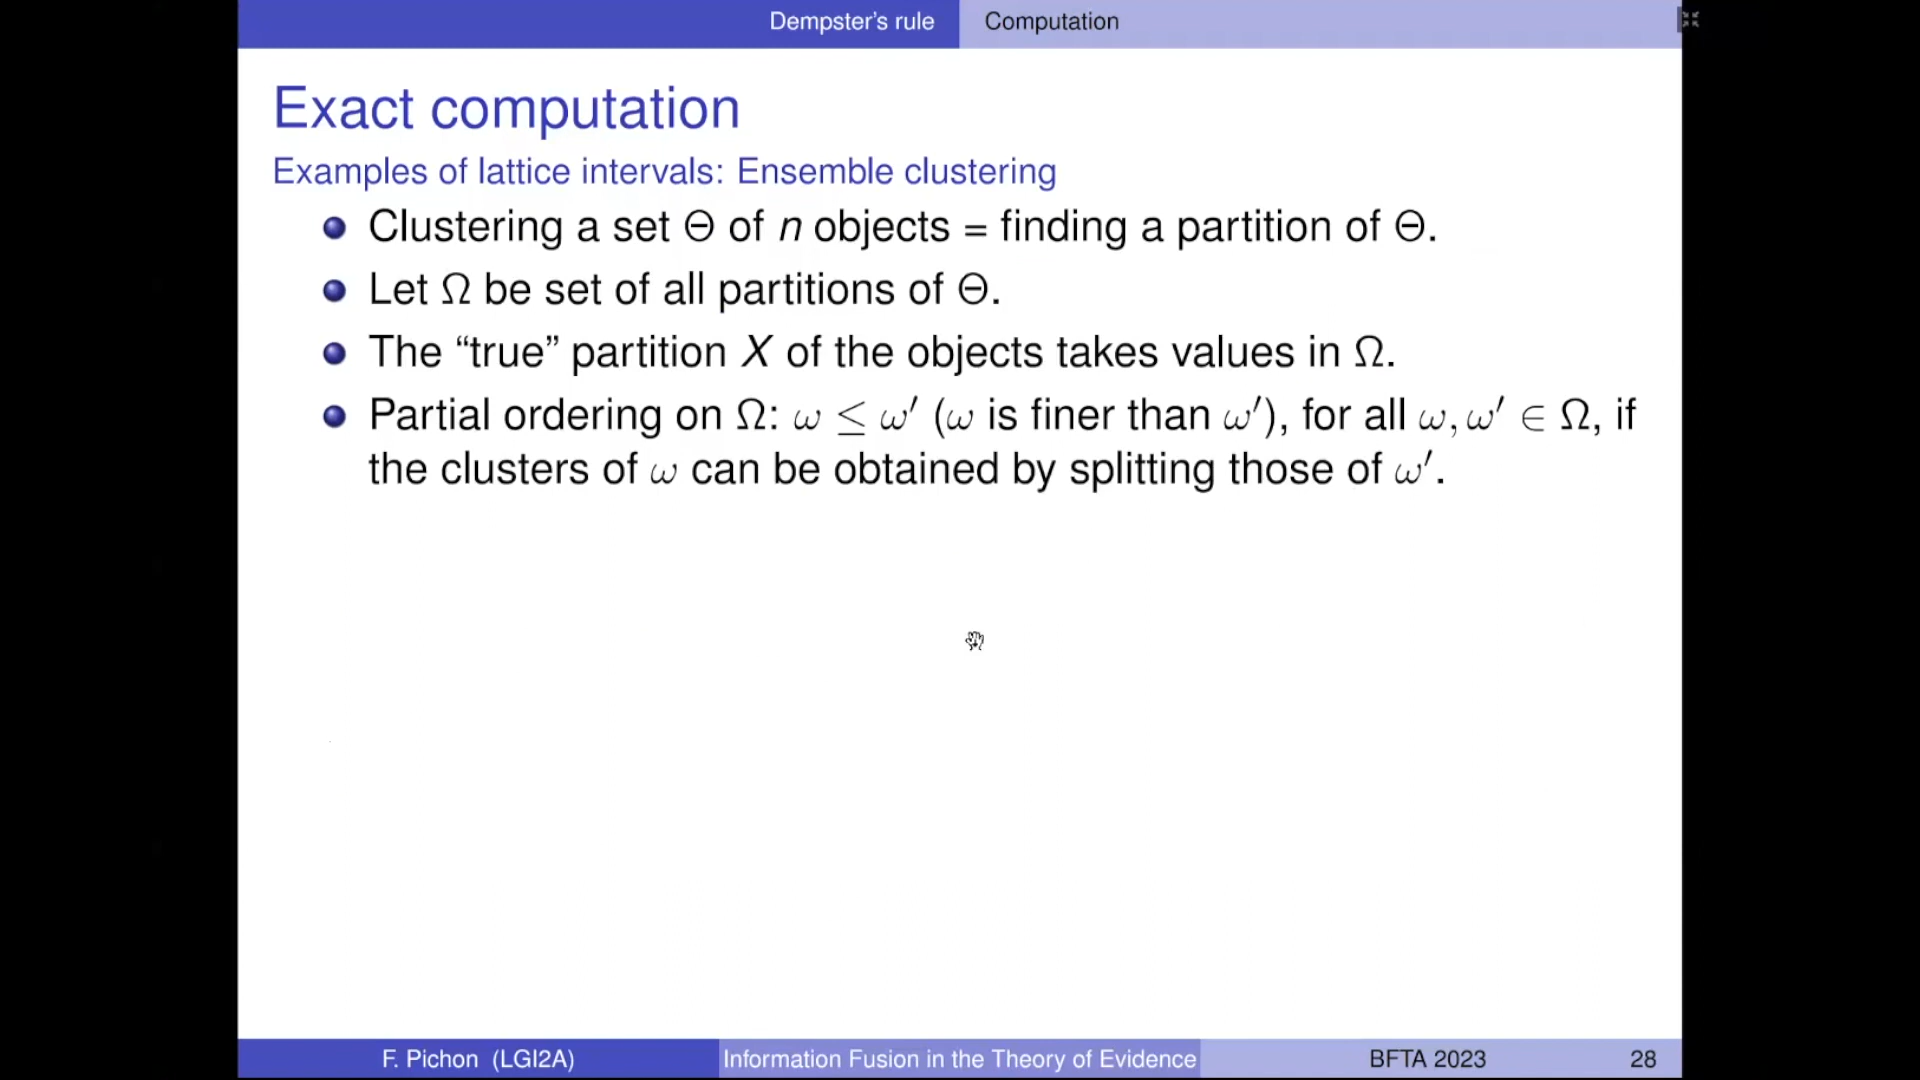 Dempster's rule Computation
Exact computation
Examples of lattice intervals: Ensemble clustering
Clustering a set Θ of n objects = finding a partition of Θ.
Let Ω be set of all partitions of Θ.
The “true” partition X of the objects takes values in Ω.
Partial ordering on Ω: ω ≤ ω′ (ω is finer than ω′), for all ω, ω′ ∈ Ω, if
the clusters of ω can be obtained by splitting those of ω′.
F. Pichon (LGI2A) Information Fusion in the Theory of Evidence BFTA 2023 28